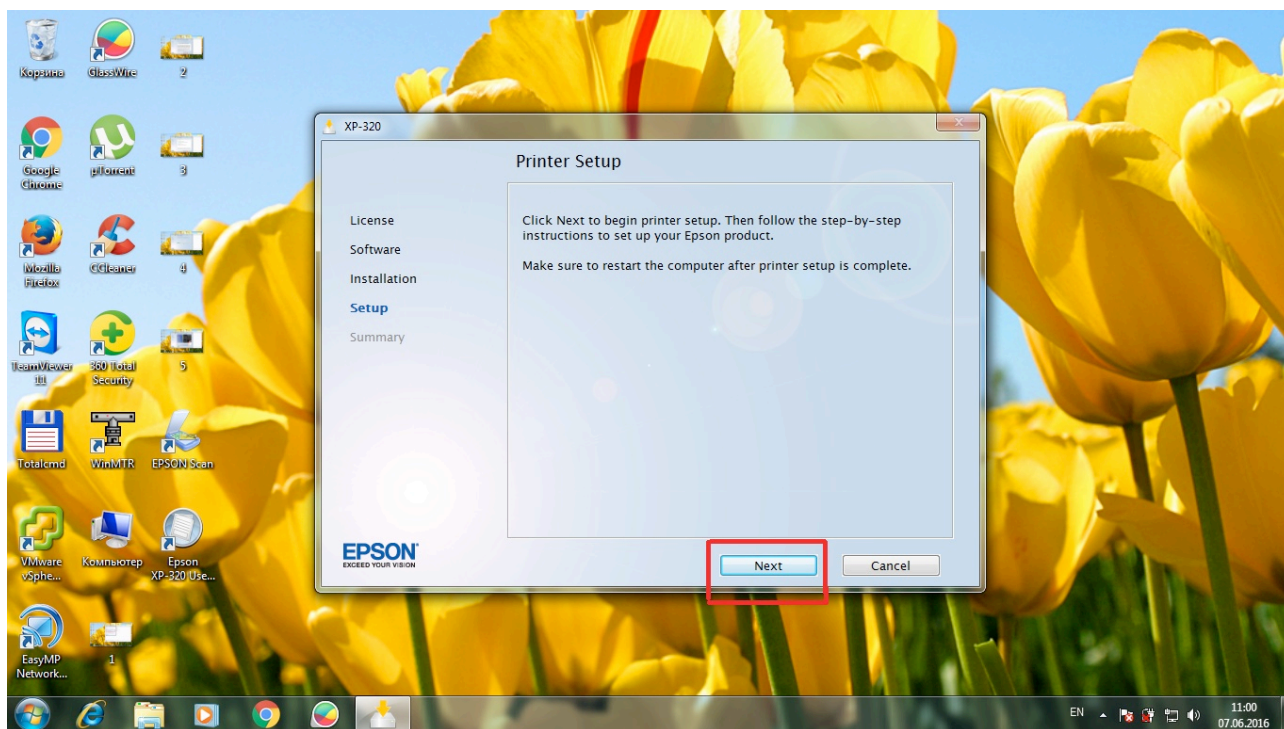 Корзина
GlassWire
2
Google
Chrome
µTorrent
3
Mozilla
Firefox
CCleaner
4
TeamViewer
11
360 Total
Security
5
Totalcmd
WinMTR
EPSON Scan
VMware
vSphe...
Компьютер
Epson
XP-320 Use...
EasyMP
Network...
1
XP-320
Printer Setup
License
Software
Installation
Setup
Summary
Click Next to begin printer setup. Then follow the step-by-step
instructions to set up your Epson product.
Make sure to restart the computer after printer setup is complete.
EPSON
EXCEED YOUR VISION
Next
Cancel
EN
11:00
07.06.2016